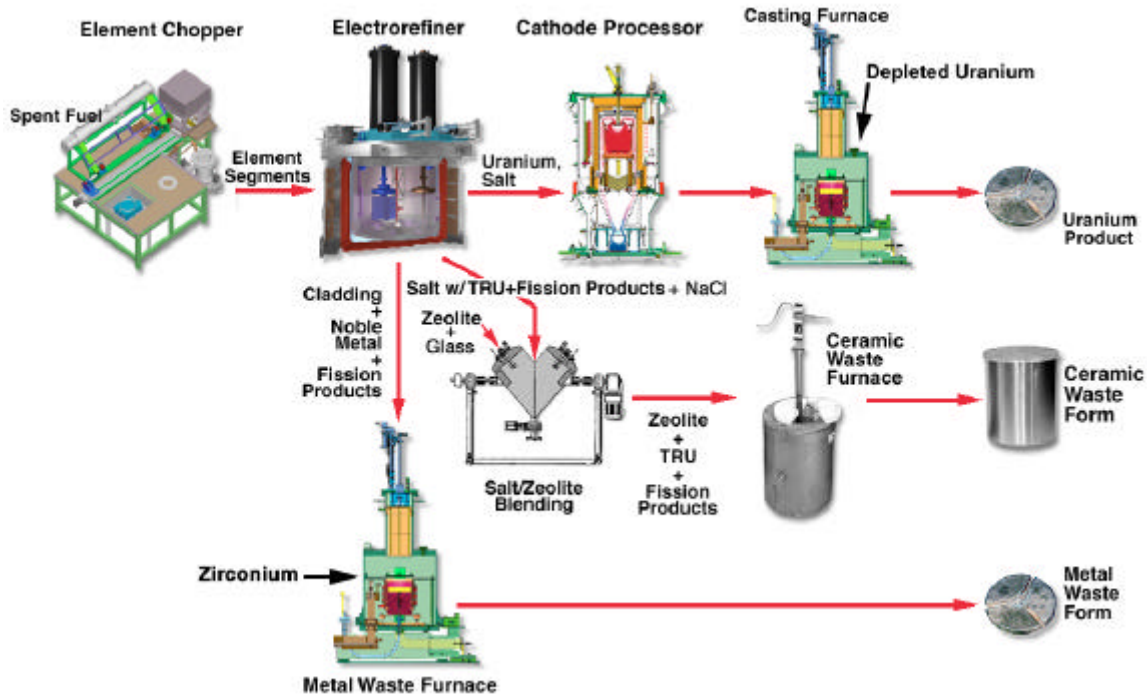 Element Chopper
Electrorefiner
Cathode Processor
Casting Furnace
Depleted Uranium
Spent Fuel
Element
Segments
Uranium,
Salt
Uranium
Product
Cladding
+
Noble
Metal
+
Fission
Products
Salt w/TRU+Fission Products + NaCl
Zeolite
+
Glass
Salt/Zeolite
Blending
Zeolite
+
TRU
+
Fission
Products
Ceramic
Waste
Furnace
Ceramic
Waste
Form
Zirconium
Metal Waste Furnace
Metal
Waste
Form